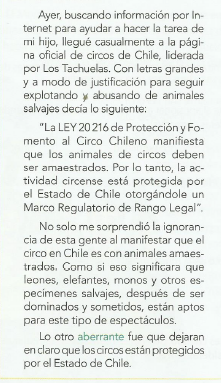 Ayer, buscando información por In-
ternet para ayudar a hacer la tarea de
mi hijo, llegué casualmente a la pági-
na oficial de circos de Chile, liderada
por Los Tachuelas. Con letras grandes
y a modo de justificación para seguir
explotando y abusando de animales
salvajes decía lo siguiente:
"La LEY 20216 de Protección y Fo-
mento al Circo Chileno manifiesta
que los animales de circos deben
ser amaestrados. Por lo tanto, la ac-
tividad circense está protegida por
el Estado de Chile otorgándole un
Marco Regulatorio de Rango Legal".
No solo me sorprendió la ignoran-
cia de esta gente al manifestar que el
circo en Chile es con animales amaes-
trados. Como si eso significara que
leones, elefantes, monos y otros es-
pecímenes salvajes, después de ser
dominados y sometidos, están aptos
para este tipo de espectáculos.
Lo otro aberrante fue que dejaran
en claro que los circos están protegidos
por el Estado de Chile.